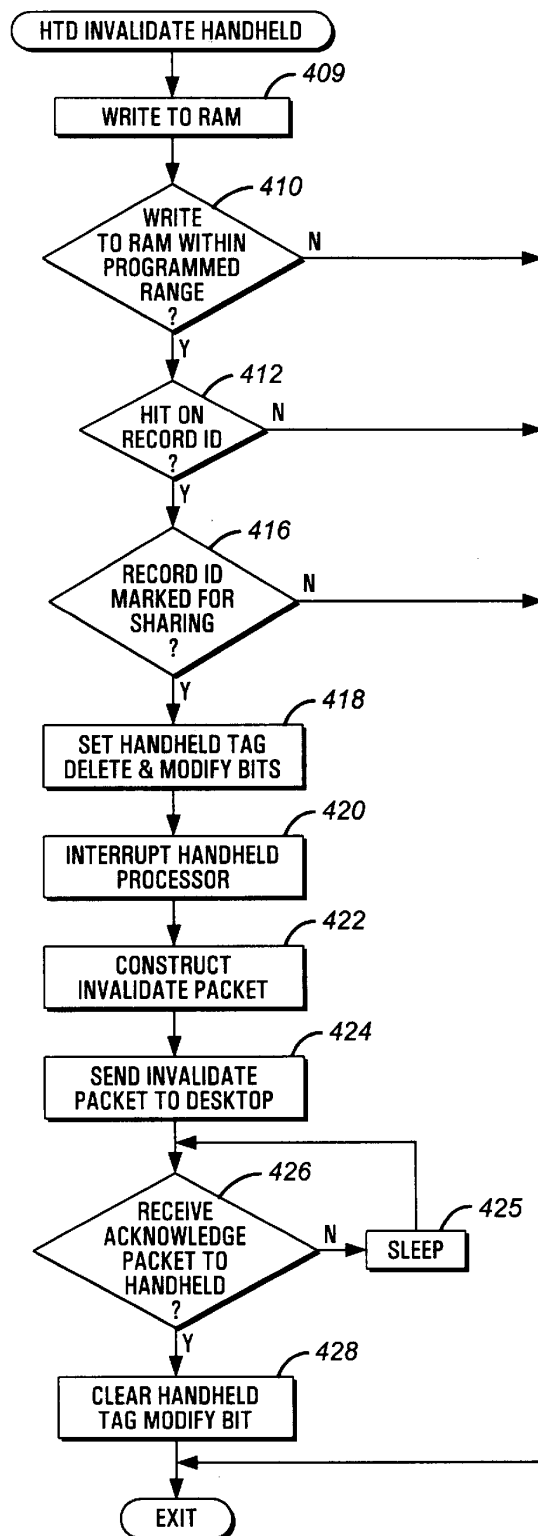 HTD INVALIDATE HANDHELD
409
WRITE TO RAM
410
WRITE
TO RAM WITHIN
PROGRAMMED
RANGE
?
N
Y
412
HIT ON
RECORD ID
?
N
Y
416
RECORD ID
MARKED FOR
SHARING
?
N
Y
418
SET HANDHELD TAG
DELETE & MODIFY BITS
420
INTERRUPT HANDHELD
PROCESSOR
422
CONSTRUCT
INVALIDATE PACKET
424
SEND INVALIDATE
PACKET TO DESKTOP
426
RECEIVE
ACKNOWLEDGE
PACKET TO
HANDHELD
?
N
425
SLEEP
Y
428
CLEAR HANDHELD
TAG MODIFY BIT
EXIT